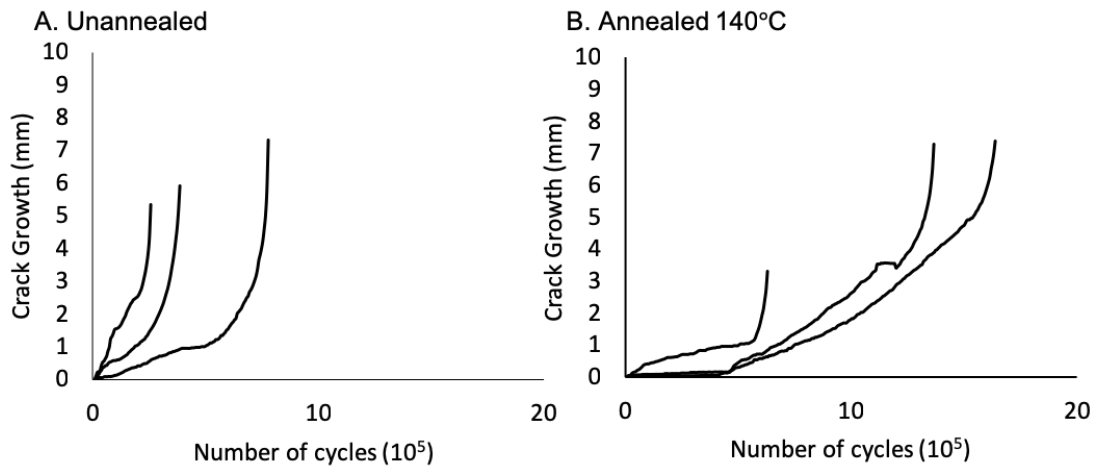 A. Unannealed
10
9
8
7
6
5
4
3
2
1
0
Crack Growth (mm)
0 10 20
Number of cycles (10⁵)
B. Annealed 140°C
10
9
8
7
6
5
4
3
2
1
0
Crack Growth (mm)
0 10 20
Number of cycles (10⁵)